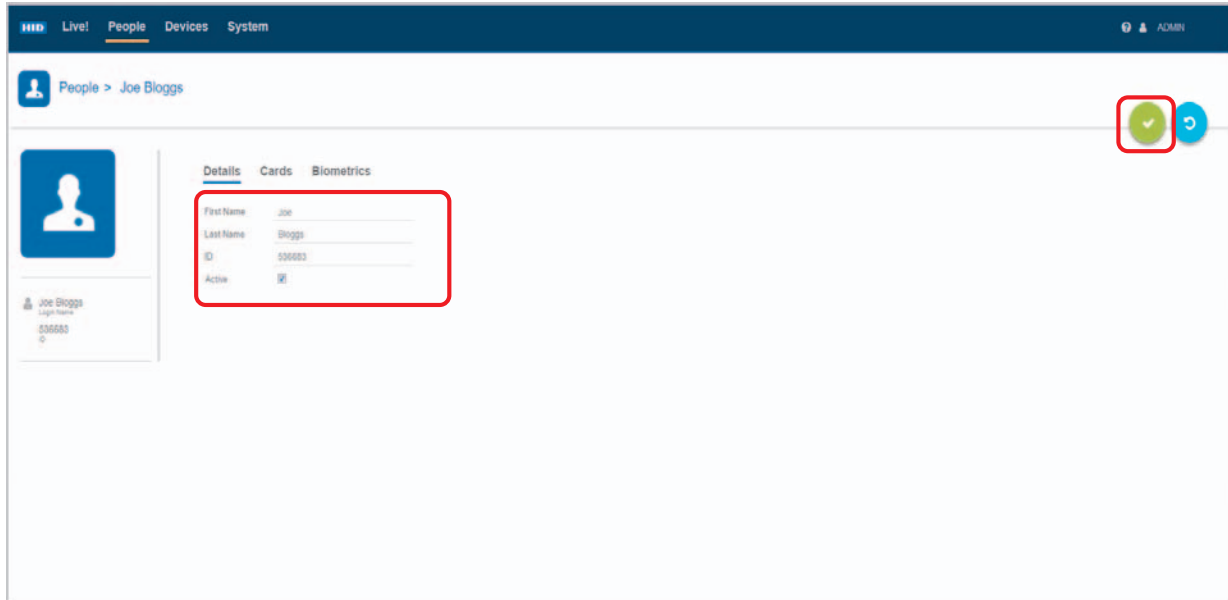 HID Live! People Devices System ADMIN
People > Joe Bloggs
Details Cards Biometrics
First Name Joe
Last Name Bloggs
ID 536683
Active
Joe Bloggs
Login Name
536683
ID